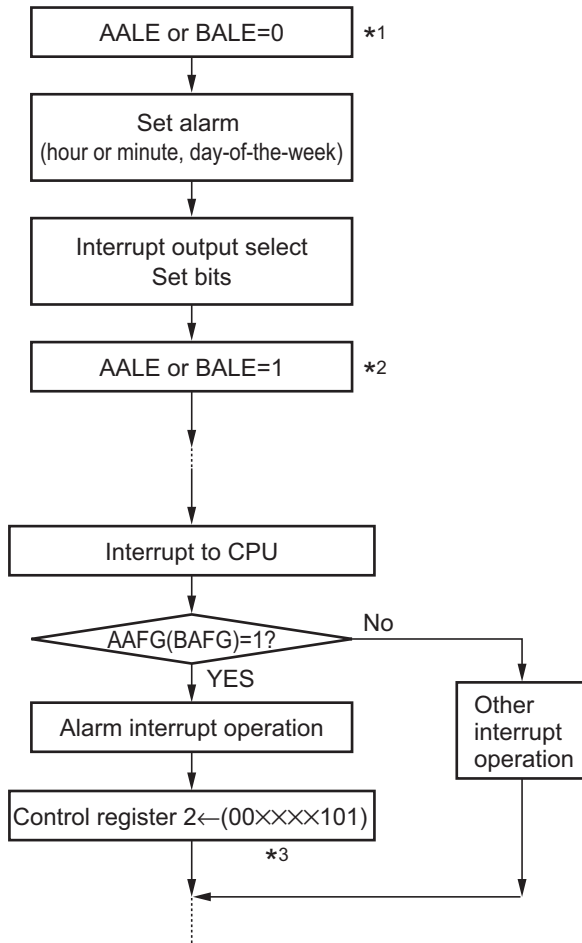 AALE or BALE=0 *1
Set alarm
(hour or minute, day-of-the-week)
Interrupt output select
Set bits
AALE or BALE=1 *2
Interrupt to CPU
AAFG(BAFG)=1?
No
YES
Alarm interrupt operation
Other
interrupt
operation
Control register 2←(00××××101)
*3